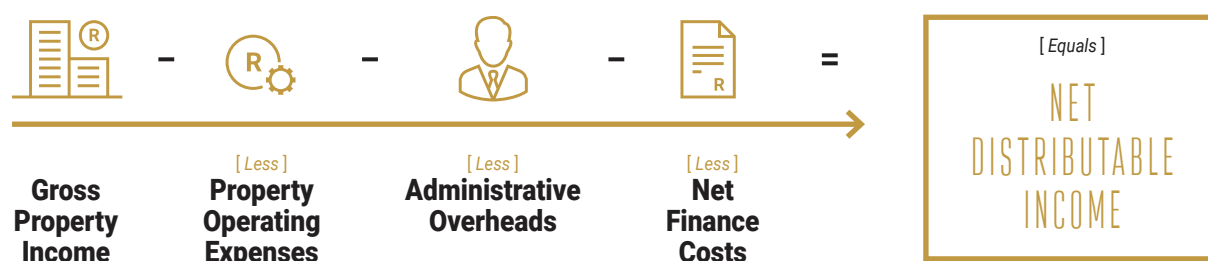 R
-
R
-
-
R
=
Gross
Property
Income
[ Less ]
Property
Operating
Expenses
[ Less ]
Administrative
Overheads
[ Less ]
Net
Finance
Costs
[ Equals ]
NET
DISTRIBUTABLE
INCOME